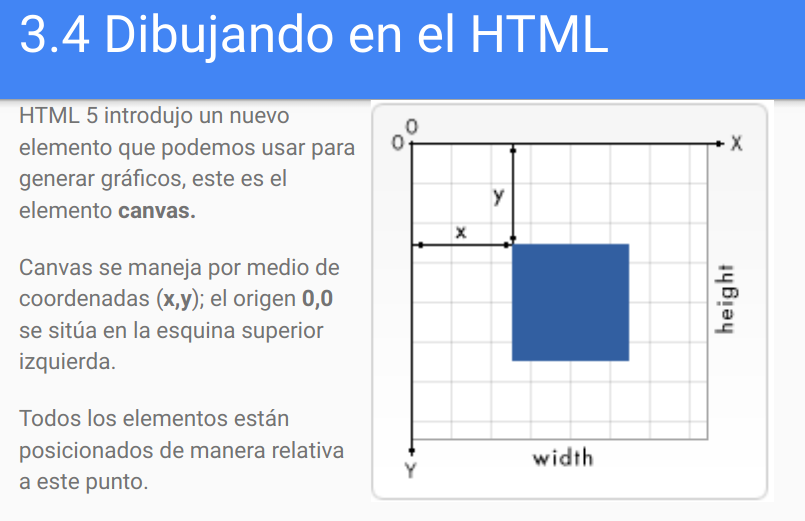 3.4 Dibujando en el HTML
HTML 5 introdujo un nuevo
elemento que podemos usar para
generar gráficos, este es el
elemento canvas.
Canvas se maneja por medio de
coordenadas (x,y); el origen 0,0
se sitúa en la esquina superior
izquierda.
Todos los elementos están
posicionados de manera relativa
a este punto.
0
0
X
y
x
height
width
Y